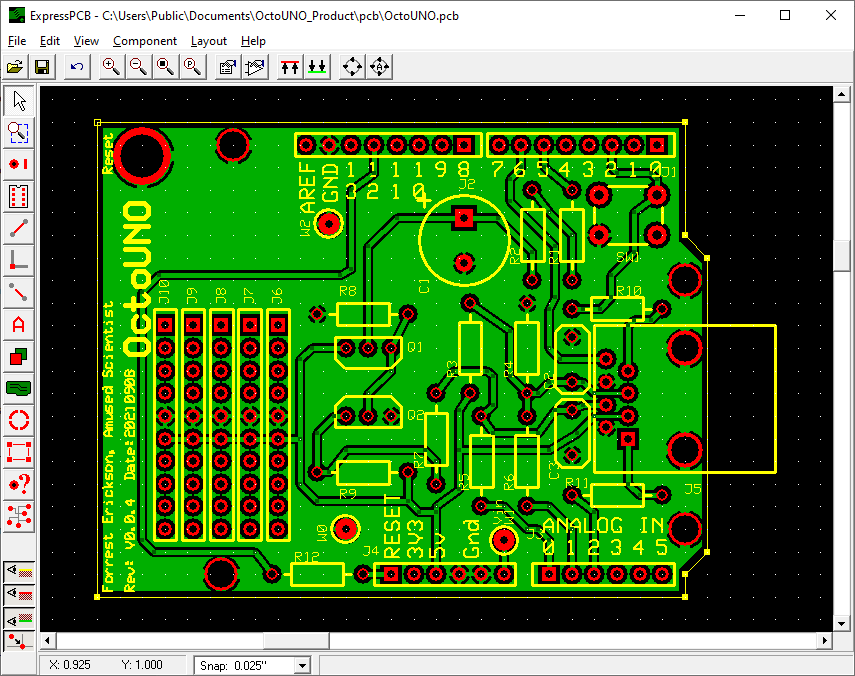 ExpressPCB - C:\Users\Public\Documents\OctoUNO_Product\pcb\OctoUNO.pcb
File Edit View Component Layout Help
Reset
AREF
GND
1 1 1 1 9 8
3 2 1 0
7 6 5 4 3 2 1 0
J1
J2
W2
+
C1
R2
R1
SW1
OctoUNO
J10
J9
J8
J7
J6
R8
R10
Q1
R3
R4
C2
Q2
R7
R5
R6
C3
R9
R11
J5
Forrest Erickson, Amused Scientist
Rev: V0.0.4 Date:20210908
W0
RESET
3V3
5v
Gnd
Vin
W1
J3
ANALOG IN
0 1 2 3 4 5
J4
R12
X: 0.925 Y: 1.000 Snap: 0.025"